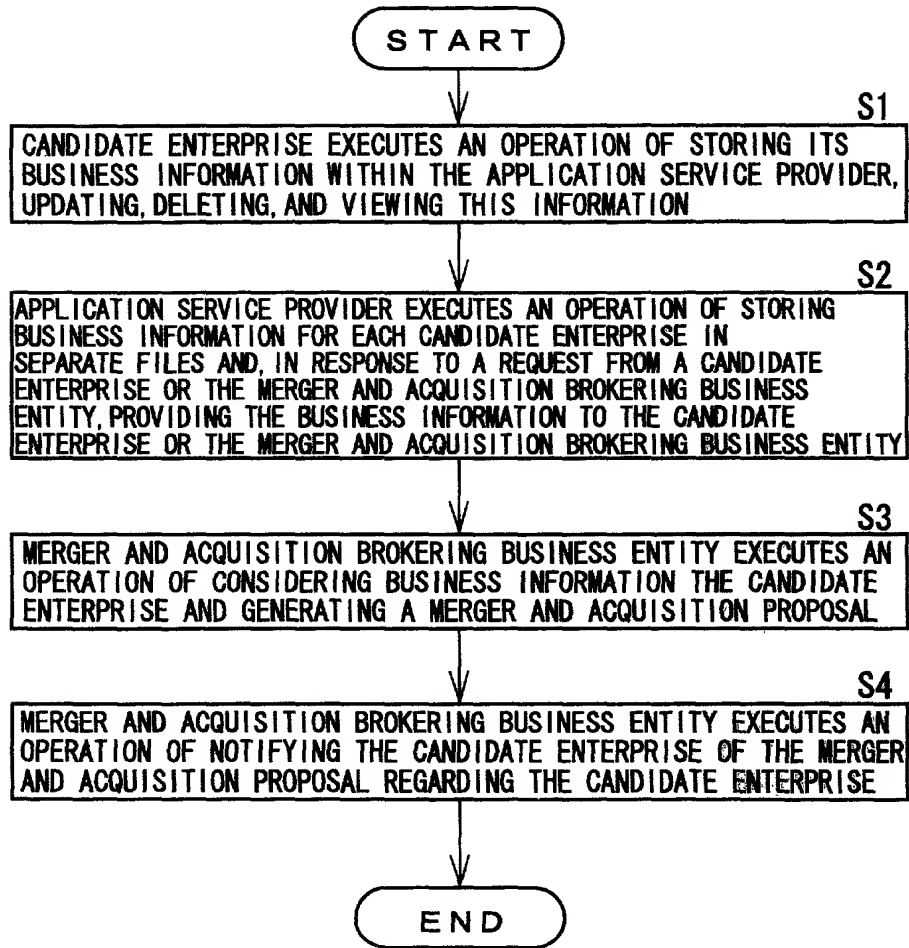 START
S1
CANDIDATE ENTERPRISE EXECUTES AN OPERATION OF STORING ITS
BUSINESS INFORMATION WITHIN THE APPLICATION SERVICE PROVIDER,
UPDATING, DELETING, AND VIEWING THIS INFORMATION
S2
APPLICATION SERVICE PROVIDER EXECUTES AN OPERATION OF STORING
BUSINESS INFORMATION FOR EACH CANDIDATE ENTERPRISE IN
SEPARATE FILES AND, IN RESPONSE TO A REQUEST FROM A CANDIDATE
ENTERPRISE OR THE MERGER AND ACQUISITION BROKERING BUSINESS
ENTITY, PROVIDING THE BUSINESS INFORMATION TO THE CANDIDATE
ENTERPRISE OR THE MERGER AND ACQUISITION BROKERING BUSINESS ENTITY
S3
MERGER AND ACQUISITION BROKERING BUSINESS ENTITY EXECUTES AN
OPERATION OF CONSIDERING BUSINESS INFORMATION THE CANDIDATE
ENTERPRISE AND GENERATING A MERGER AND ACQUISITION PROPOSAL
S4
MERGER AND ACQUISITION BROKERING BUSINESS ENTITY EXECUTES AN
OPERATION OF NOTIFYING THE CANDIDATE ENTERPRISE OF THE MERGER
AND ACQUISITION PROPOSAL REGARDING THE CANDIDATE ENTERPRISE
END